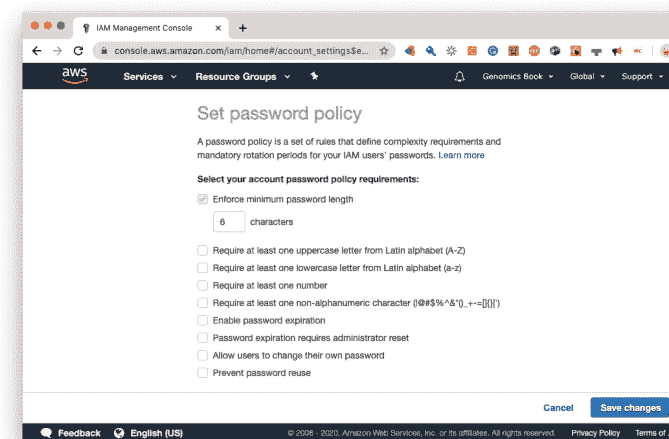 IAM Management Console
console.aws.amazon.com/iam/home#/account_settings$e...
aws Services Resource Groups Genomics Book Global Support
Set password policy
A password policy is a set of rules that define complexity requirements and
mandatory rotation periods for your IAM users' passwords. Learn more
Select your account password policy requirements:
Enforce minimum password length
6 characters
Require at least one uppercase letter from Latin alphabet (A-Z)
Require at least one lowercase letter from Latin alphabet (a-z)
Require at least one number
Require at least one non-alphanumeric character (!@#$%^&*()_+-=[]{}|')
Enable password expiration
Password expiration requires administrator reset
Allow users to change their own password
Prevent password reuse
Cancel Save changes
Feedback English (US) © 2008 - 2020, Amazon Web Services, Inc. or its affiliates. All rights reserved. Privacy Policy Terms of